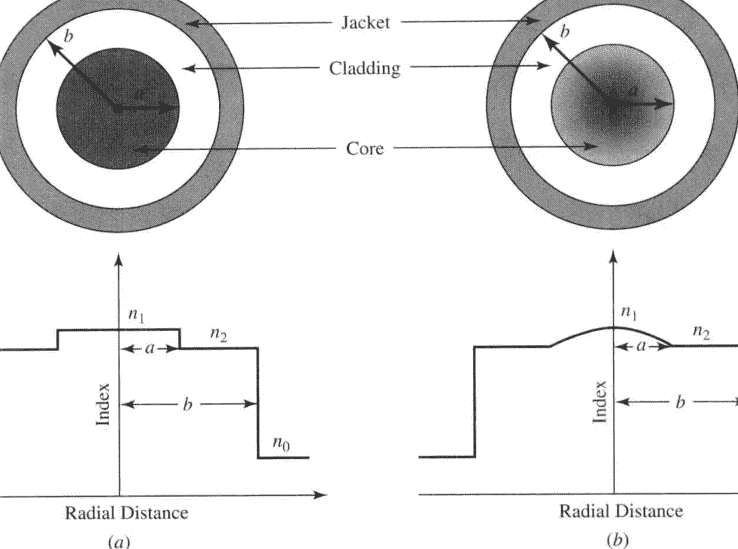 Jacket
b
b
Cladding
a
a
Core
n1
n1
n2
n2
a
a
b
b
Index
Index
n0
Radial Distance
Radial Distance
(a)
(b)